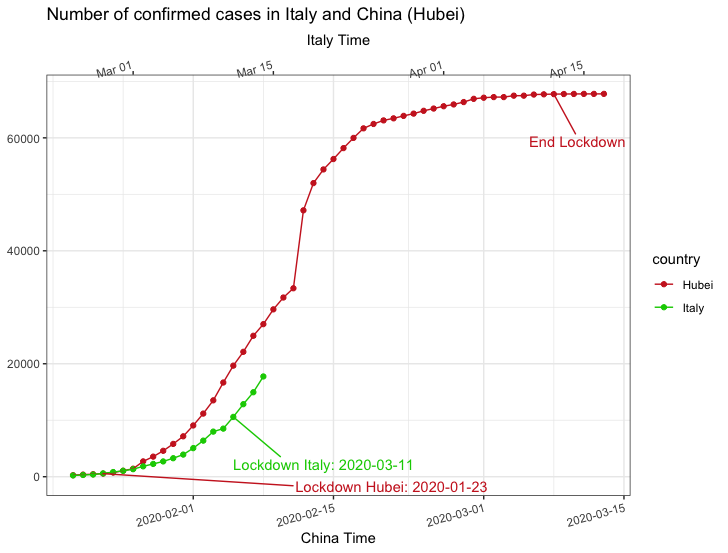 Number of confirmed cases in Italy and China (Hubei)
Italy Time
Mar 01
Mar 15
Apr 01
Apr 15
60000
40000
20000
0
End Lockdown
Lockdown Italy: 2020-03-11
Lockdown Hubei: 2020-01-23
country
Hubei
Italy
2020-02-01
2020-02-15
2020-03-01
2020-03-15
China Time